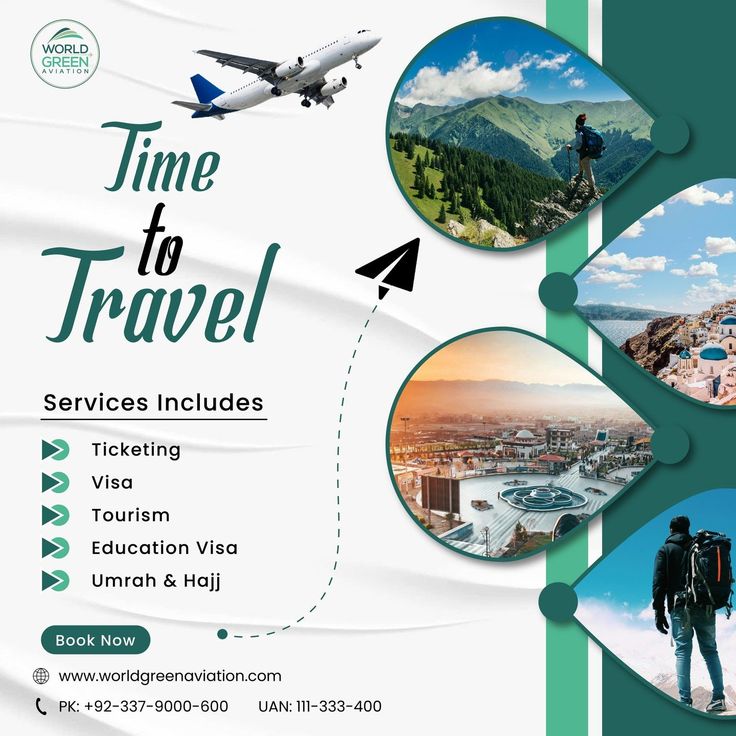 WORLD
GREEN
AVIATION
Time
to
Travel
Services Includes
Ticketing
Visa
Tourism
Education Visa
Umrah & Hajj
Book Now
www.worldgreenaviation.com
PK: +92-337-9000-600 UAN: 111-333-400